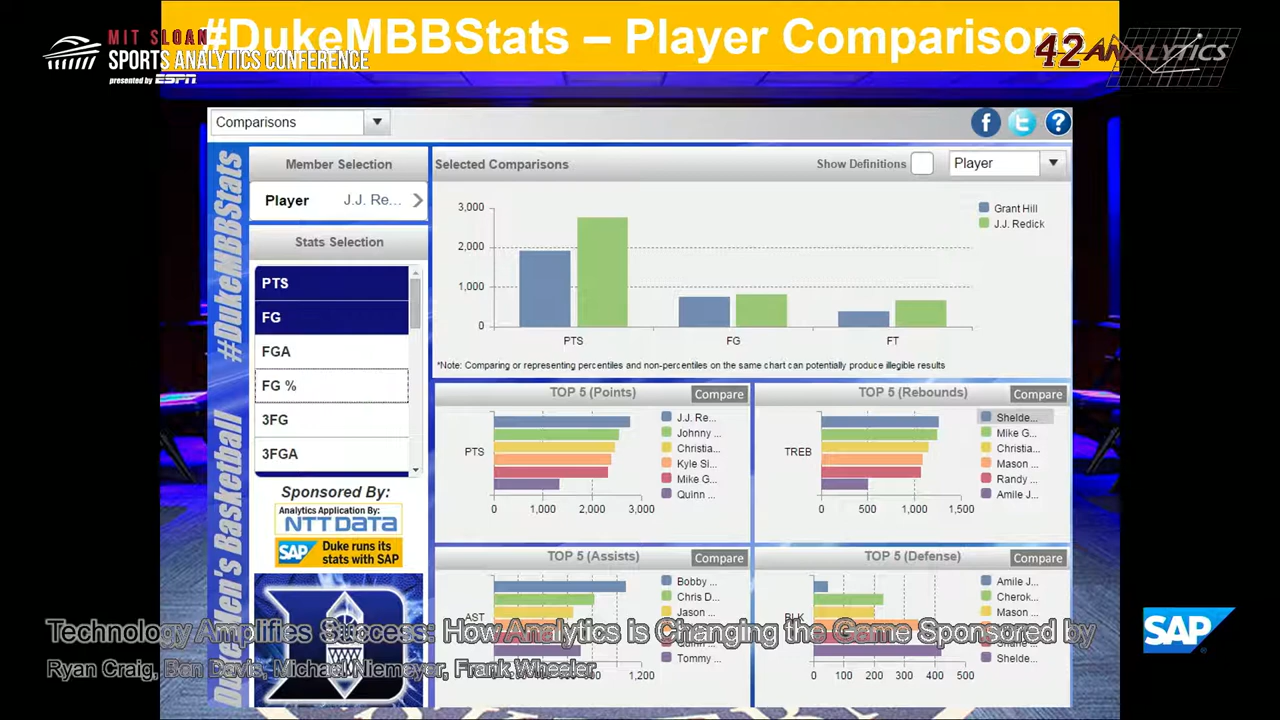 #DukeMBBStats – Player Comparisons
MIT SLOAN
SPORTS ANALYTICS CONFERENCE
presented by ESPN
42 ANALYTICS
Comparisons
f
t
?
#DukeMBBStats
Men's Basketball
Member Selection
Player J.J. Re...
Stats Selection
PTS
FG
FGA
FG %
3FG
3FGA
Sponsored By:
Analytics Application By:
NTT DATA
SAP Duke runs its
stats with SAP
Selected Comparisons
Show Definitions
Player
3,000
2,000
1,000
0
PTS FG FT
Grant Hill
J.J. Redick
*Note: Comparing or representing percentiles and non-percentiles on the same chart can potentially produce illegible results
TOP 5 (Points)
Compare
PTS
J.J. Re...
Johnny ...
Christia...
Kyle Si...
Mike G...
Quinn ...
0 1,000 2,000 3,000
TOP 5 (Rebounds)
Compare
TREB
Shelde...
Mike G...
Christia...
Mason ...
Randy ...
Amile J...
0 500 1,000 1,500
TOP 5 (Assists)
Compare
AST
Bobby ...
Chris D...
Jason ...
Quin...
Tommy ...
1,200
TOP 5 (Defense)
Compare
BLK
Amile J...
Cherok...
Mason ...
Shane ...
Shelde...
0 100 200 300 400 500
Technology Amplifies Success: How Analytics is Changing the Game Sponsored by
Ryan Craig, Ben Davis, Michael Niemeyer, Frank Wheeler
SAP